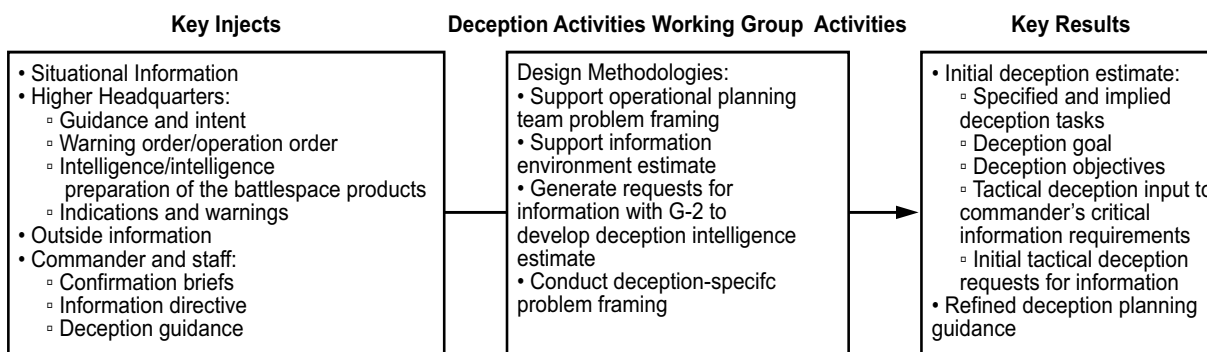 Key Injects
Deception Activities Working Group Activities
Key Results
• Situational Information
• Higher Headquarters:
▫ Guidance and intent
▫ Warning order/operation order
▫ Intelligence/intelligence
preparation of the battlespace products
▫ Indications and warnings
• Outside information
• Commander and staff:
▫ Confirmation briefs
▫ Information directive
▫ Deception guidance
Design Methodologies:
• Support operational planning
team problem framing
• Support information
environment estimate
• Generate requests for
information with G-2 to
develop deception intelligence
estimate
• Conduct deception-specifc
problem framing
• Initial deception estimate:
▫ Specified and implied
deception tasks
▫ Deception goal
▫ Deception objectives
▫ Tactical deception input to
commander’s critical
information requirements
▫ Initial tactical deception
requests for information
• Refined deception planning
guidance